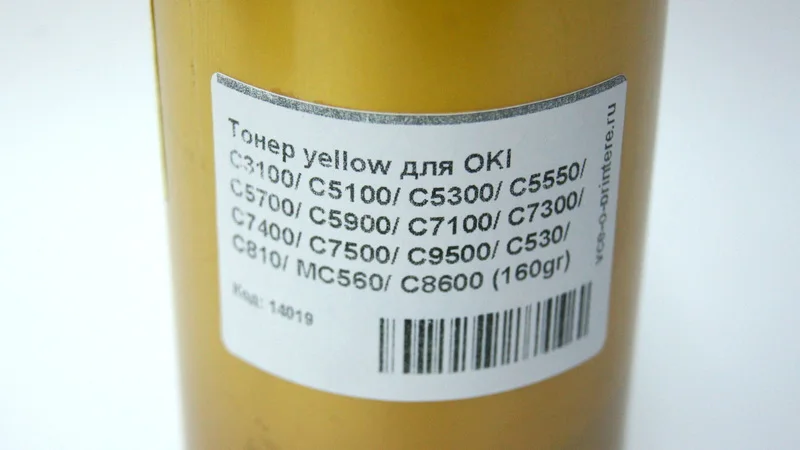 Тонер yellow для OKI
C3100/ C5100/ C5300/ C5550/
C5700/ C5900/ C7100/ C7300/
C7400/ C7500/ C9500/ C530/
C810/ MC560/ C8600 (160gr)
Код: 14019
vce-o-printere.ru